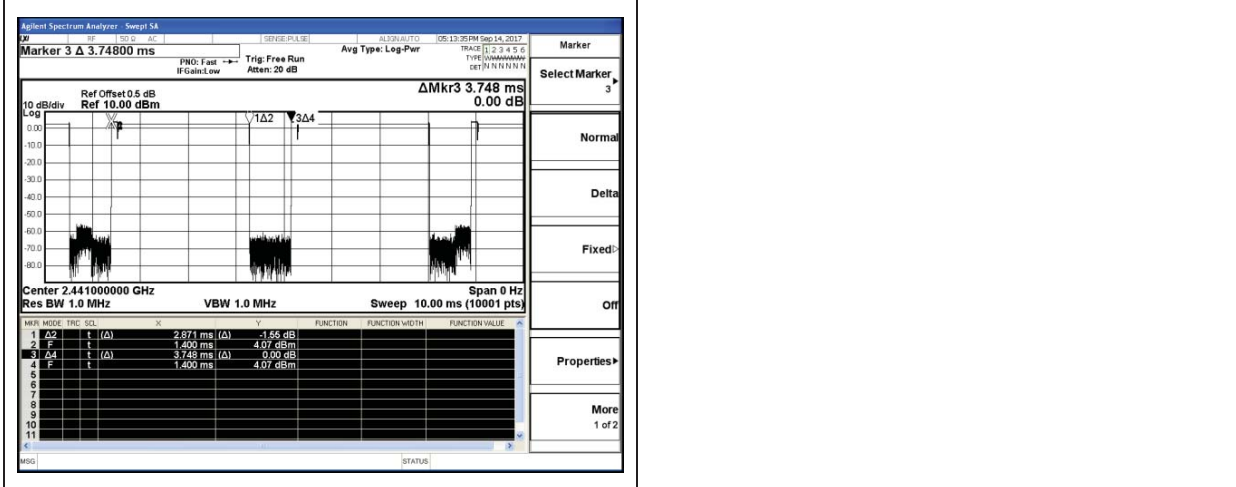 Agilent Spectrum Analyzer - Swept SA
RF 50 Ω AC SENSE:PULSE ALIGNAUTO 05:13:35 PM Sep 14, 2017
Marker 3 Δ 3.74800 ms
PNO: Fast
IFGain:Low
Trig: Free Run
Atten: 20 dB
Avg Type: Log-Pwr
TRACE 1 2 3 4 5 6
TYPE WWWWWW
DET N N N N N N
ΔMkr3 3.748 ms
0.00 dB
Ref Offset 0.5 dB
10 dB/div Ref 10.00 dBm
Log
1Δ2 3Δ4
0.00
-10.0
-20.0
-30.0
-40.0
-50.0
-60.0
-70.0
-80.0
Center 2.441000000 GHz Span 0 Hz
Res BW 1.0 MHz VBW 1.0 MHz Sweep 10.00 ms (10001 pts)
MKR MODE TRC SCL X Y FUNCTION FUNCTION WIDTH FUNCTION VALUE
1 Δ2 t (Δ) 2.871 ms (Δ) -1.55 dB
2 F t 1.400 ms 4.07 dBm
3 Δ4 t (Δ) 3.748 ms (Δ) 0.00 dB
4 F t 1.400 ms 4.07 dBm
5
6
7
8
9
10
11
MSG STATUS
Marker
Select Marker
3
Normal
Delta
Fixed
Off
Properties
More
1 of 2